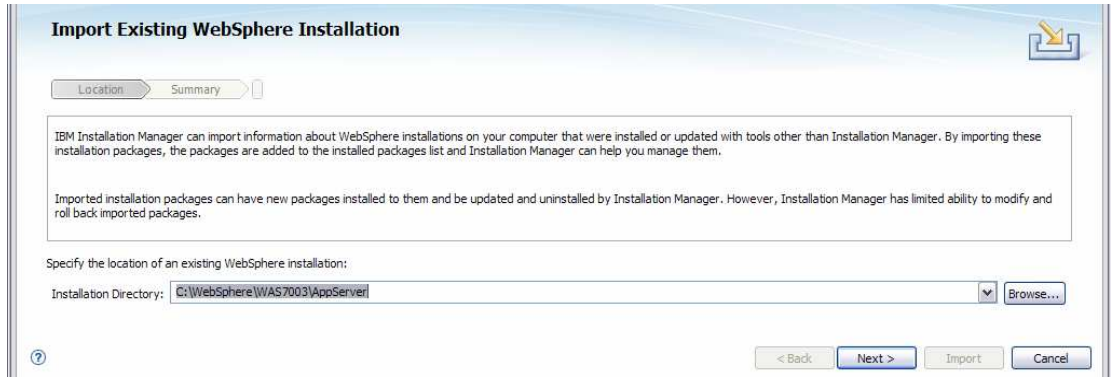 Import Existing WebSphere Installation
Location Summary
IBM Installation Manager can import information about WebSphere installations on your computer that were installed or updated with tools other than Installation Manager. By importing these
installation packages, the packages are added to the installed packages list and Installation Manager can help you manage them.
Imported installation packages can have new packages installed to them and be updated and uninstalled by Installation Manager. However, Installation Manager has limited ability to modify and
roll back imported packages.
Specify the location of an existing WebSphere installation:
Installation Directory: C:\WebSphere\WAS7003\AppServer Browse...
? < Back Next > Import Cancel